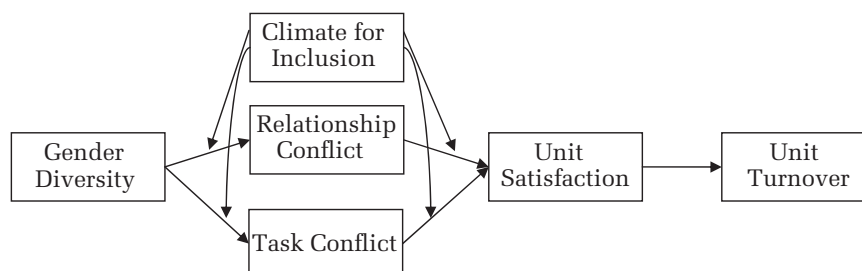 Climate for
Inclusion
Relationship
Conflict
Gender
Diversity
Unit
Satisfaction
Unit
Turnover
Task Conflict